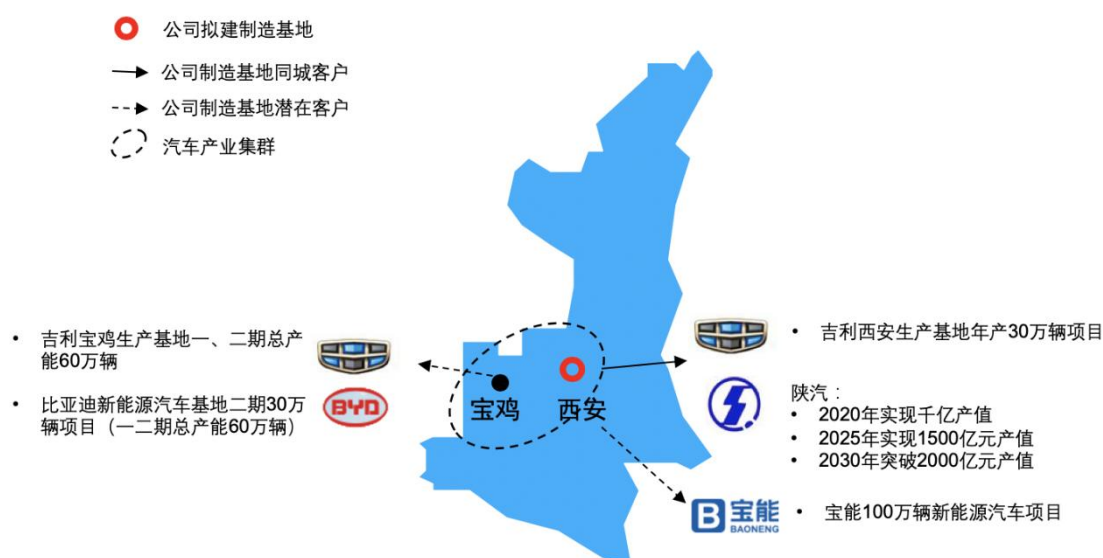 公司拟建制造基地
公司制造基地同城客户
公司制造基地潜在客户
汽车产业集群
• 吉利宝鸡生产基地一、二期总产
能60万辆
• 比亚迪新能源汽车基地二期30万
辆项目（一二期总产能60万辆）
BYD
宝鸡
西安
• 吉利西安生产基地年产30万辆项目
陕汽：
• 2020年实现千亿产值
• 2025年实现1500亿元产值
• 2030年突破2000亿元产值
B 宝能
BAONENG
• 宝能100万辆新能源汽车项目